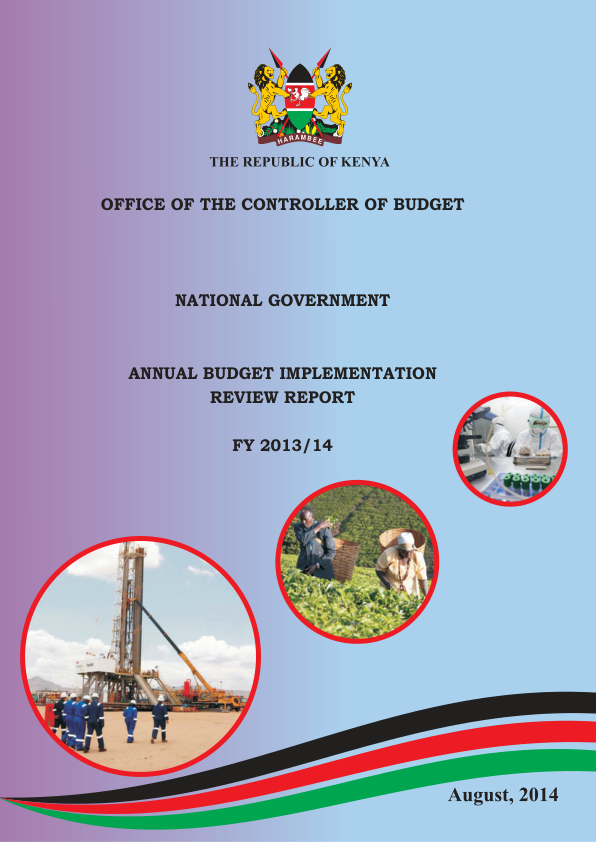 HARAMBEE
THE REPUBLIC OF KENYA
OFFICE OF THE CONTROLLER OF BUDGET
NATIONAL GOVERNMENT
ANNUAL BUDGET IMPLEMENTATION
REVIEW REPORT
FY 2013/14
August, 2014